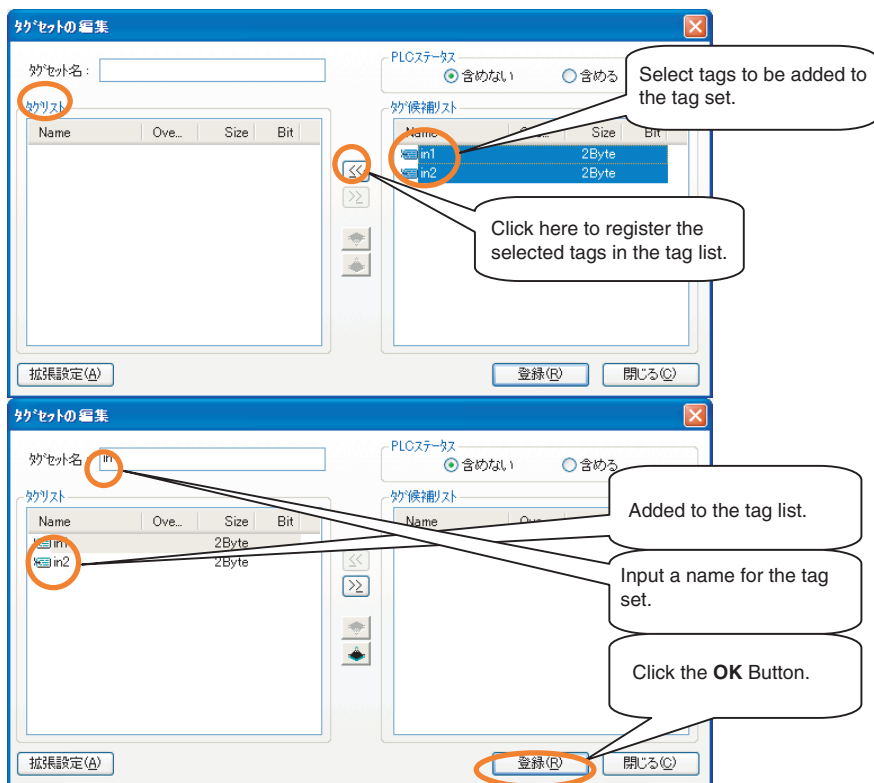 タグセットの編集
タグセット名：
PLCステータス
含めない
含める
Select tags to be added to
the tag set.
タグリスト
タグ候補リスト
Name Ove... Size Bit
Name Size Bit
in1 2Byte
in2 2Byte
<<
>>
Click here to register the
selected tags in the tag list.
拡張設定(A)
登録(R)
閉じる(C)
タグセットの編集
タグセット名：
in
PLCステータス
含めない
含める
タグリスト
タグ候補リスト
Name Ove... Size Bit
Name
in1 2Byte
in2 2Byte
<<
>>
Added to the tag list.
Input a name for the tag
set.
Click the OK Button.
拡張設定(A)
登録(R)
閉じる(C)